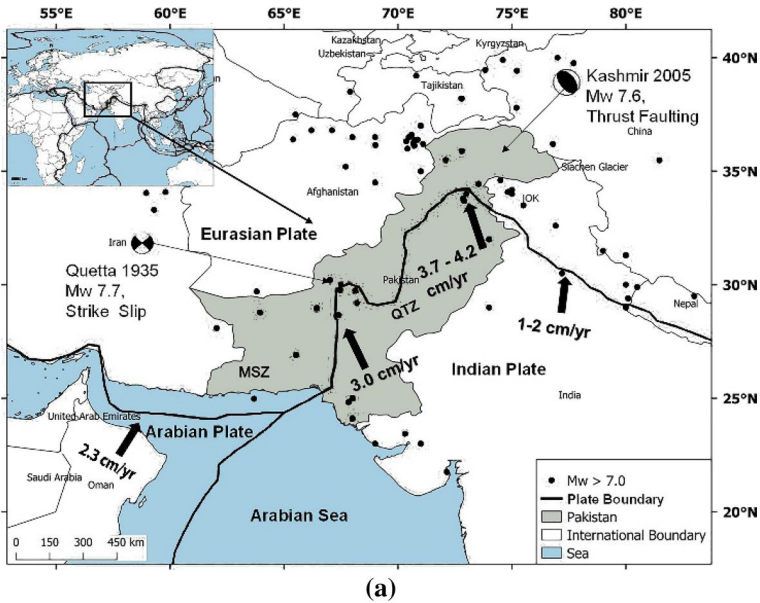 55°E 60°E 65°E 70°E 75°E 80°E
40°N
35°N
30°N
25°N
20°N
Kazakhstan
Uzbekistan
Kyrgyzstan
Tajikistan
Kashmir 2005
Mw 7.6,
Thrust Faulting
China
Siachen Glacier
IOK
Afghanistan
Eurasian Plate
Iran
Quetta 1935
Mw 7.7,
Strike Slip
Pakistan
QTZ
3.7 - 4.2
cm/yr
Nepal
1-2 cm/yr
MSZ
3.0 cm/yr
Indian Plate
India
United Arab Emirates
Arabian Plate
2.3 cm/yr
Saudi Arabia
Oman
Arabian Sea
0 150 300 450 km
Mw > 7.0
Plate Boundary
Pakistan
International Boundary
Sea
(a)